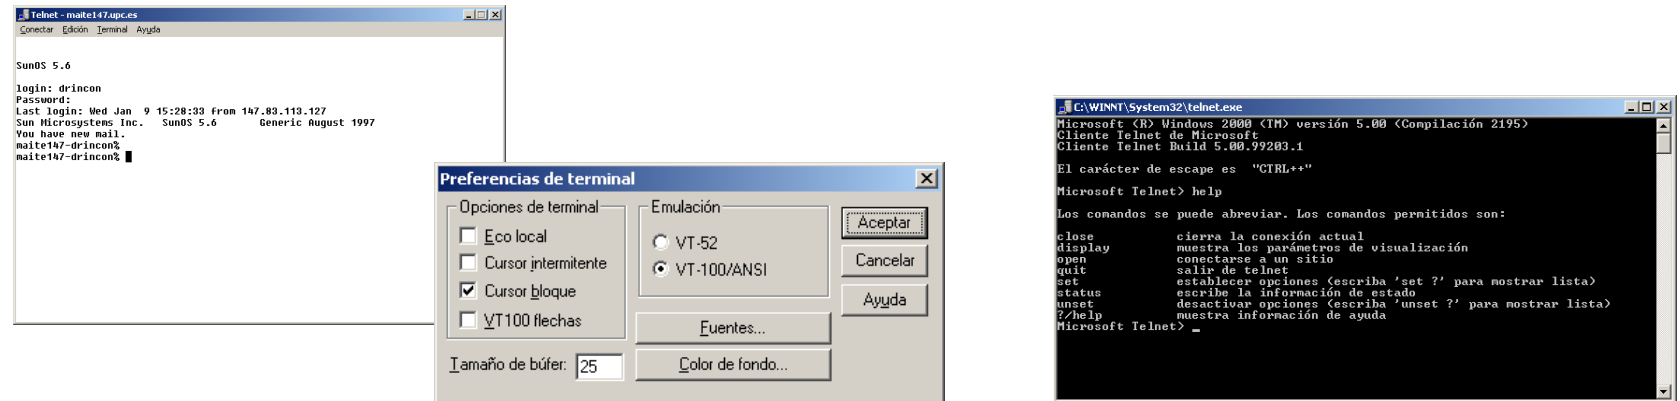 Telnet - maite147.upc.es
Conectar Edición Terminal Ayuda
SunOS 5.6
login: drincon
Password:
Last login: Wed Jan  9 15:28:33 from 147.83.113.127
Sun Microsystems Inc.   SunOS 5.6       Generic August 1997
You have new mail.
maite147-drincon%
maite147-drincon%
Preferencias de terminal
Opciones de terminal
Eco local
Cursor intermitente
Cursor bloque
VT100 flechas
Tamaño de búfer: 25
Emulación
VT-52
VT-100/ANSI
Fuentes...
Color de fondo...
Aceptar
Cancelar
Ayuda
C:\WINNT\System32\telnet.exe
Microsoft (R) Windows 2000 (TM) versión 5.00 (Compilación 2195)
Cliente Telnet de Microsoft
Cliente Telnet Build 5.00.99203.1
El carácter de escape es  "CTRL++"
Microsoft Telnet> help
Los comandos se puede abreviar. Los comandos permitidos son:
close           cierra la conexión actual
display         muestra los parámetros de visualización
open            conectarse a un sitio
quit            salir de telnet
set             establecer opciones (escriba 'set ?' para mostrar lista)
status          escribe la información de estado
unset           desactivar opciones (escriba 'unset ?' para mostrar lista)
?/help          muestra información de ayuda
Microsoft Telnet> _